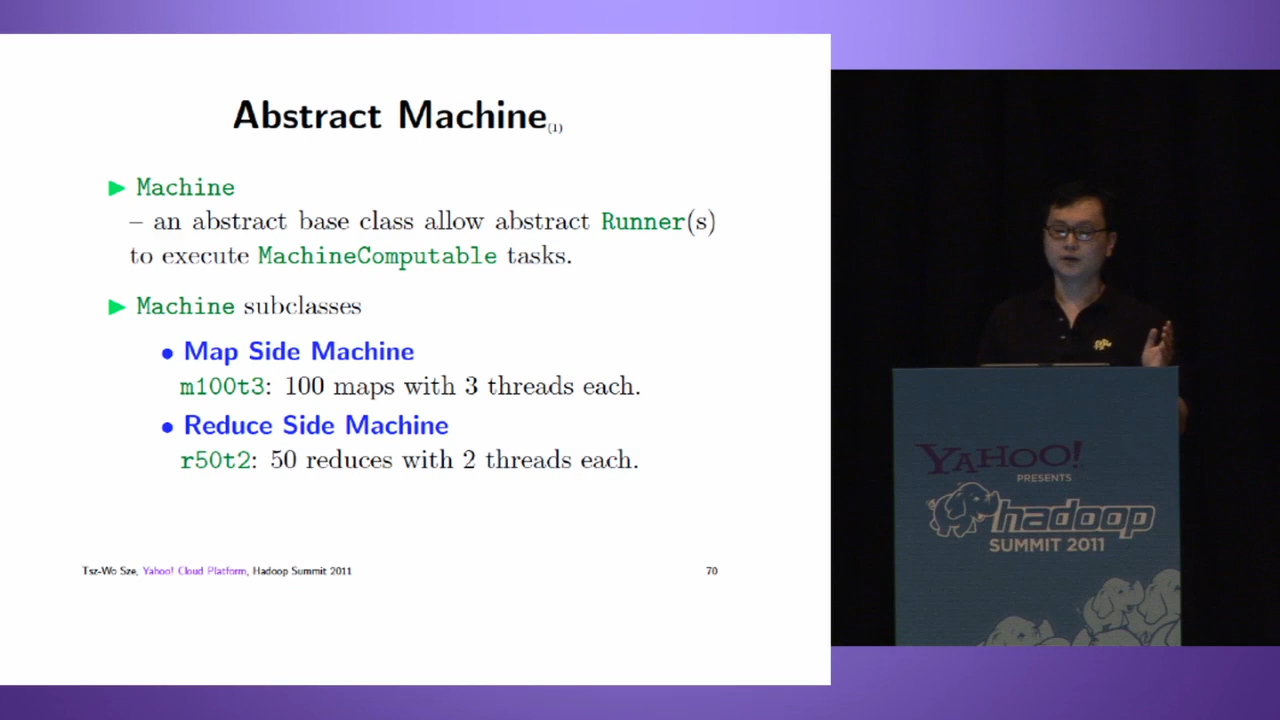 Abstract Machine(1)
▶ Machine
– an abstract base class allow abstract Runner(s)
to execute MachineComputable tasks.
▶ Machine subclasses
• Map Side Machine
m100t3: 100 maps with 3 threads each.
• Reduce Side Machine
r50t2: 50 reduces with 2 threads each.
Tsz-Wo Sze, Yahoo! Cloud Platform, Hadoop Summit 2011
70
YAHOO!
PRESENTS
hadoop
SUMMIT 2011